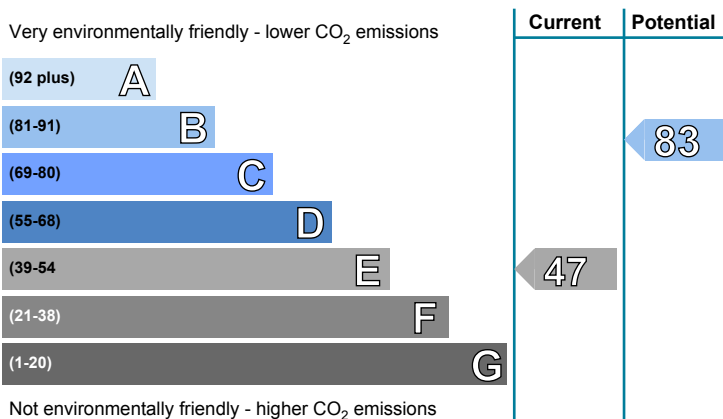 Current Potential
Very environmentally friendly - lower CO2 emissions
(92 plus) A
(81-91) B
83
(69-80) C
(55-68) D
(39-54 E
47
(21-38) F
(1-20) G
Not environmentally friendly - higher CO2 emissions